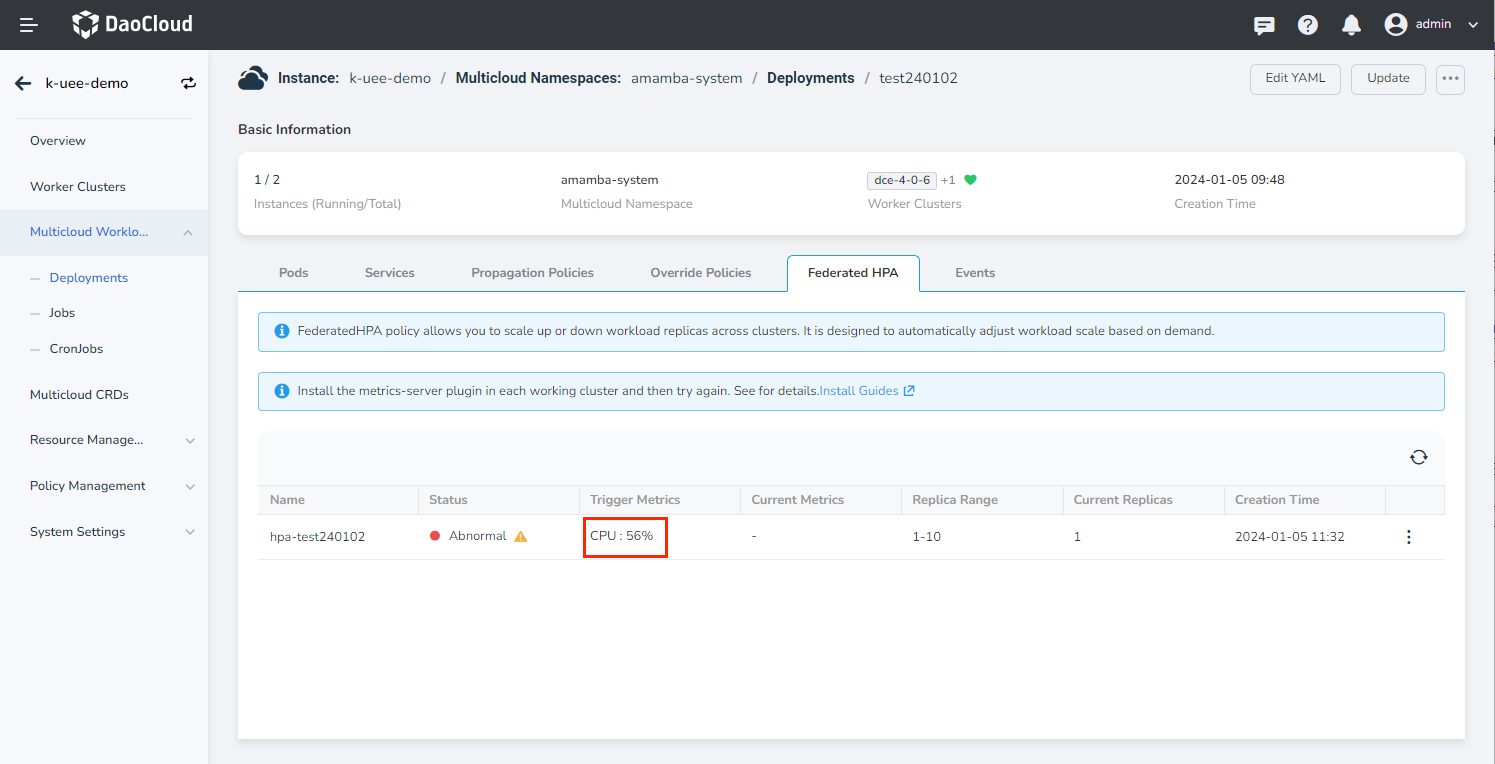 DaoCloud
admin
k-uee-demo
Instance: k-uee-demo / Multicloud Namespaces: amamba-system / Deployments / test240102
Edit YAML
Update
Overview
Worker Clusters
Multicloud Worklo...
Deployments
Jobs
CronJobs
Multicloud CRDs
Resource Manage...
Policy Management
System Settings
Basic Information
1 / 2
Instances (Running/Total)
amamba-system
Multicloud Namespace
dce-4-0-6 +1
Worker Clusters
2024-01-05 09:48
Creation Time
Pods Services Propagation Policies Override Policies Federated HPA Events
FederatedHPA policy allows you to scale up or down workload replicas across clusters. It is designed to automatically adjust workload scale based on demand.
Install the metrics-server plugin in each working cluster and then try again. See for details.Install Guides
Name Status Trigger Metrics Current Metrics Replica Range Current Replicas Creation Time
hpa-test240102 Abnormal CPU : 56% - 1-10 1 2024-01-05 11:32